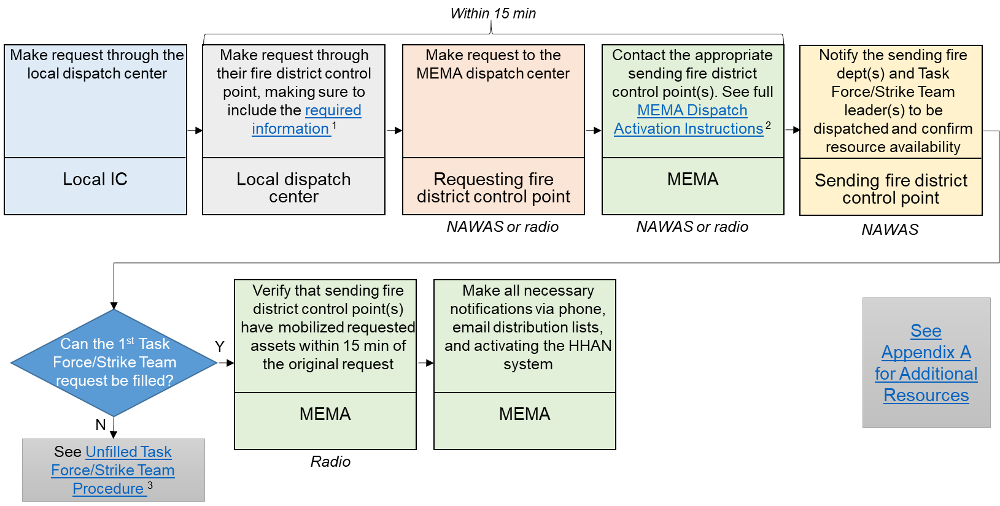 Within 15 min
Make request through the
local dispatch center
Local IC
Make request through
their fire district control
point, making sure to
include the required
information 1
Local dispatch
center
Make request to the
MEMA dispatch center
Requesting fire
district control point
NAWAS or radio
Contact the appropriate
sending fire district
control point(s). See full
MEMA Dispatch
Activation Instructions 2
MEMA
NAWAS or radio
Notify the sending fire
dept(s) and Task
Force/Strike Team
leader(s) to be
dispatched and confirm
resource availability
Sending fire district
control point
NAWAS
Can the 1st Task
Force/Strike Team
request be filled?
Y
N
See Unfilled Task
Force/Strike Team
Procedure 3
Verify that sending fire
district control point(s)
have mobilized requested
assets within 15 min of
the original request
MEMA
Radio
Make all necessary
notifications via phone,
email distribution lists,
and activating the HHAN
system
MEMA
See
Appendix A
for Additional
Resources